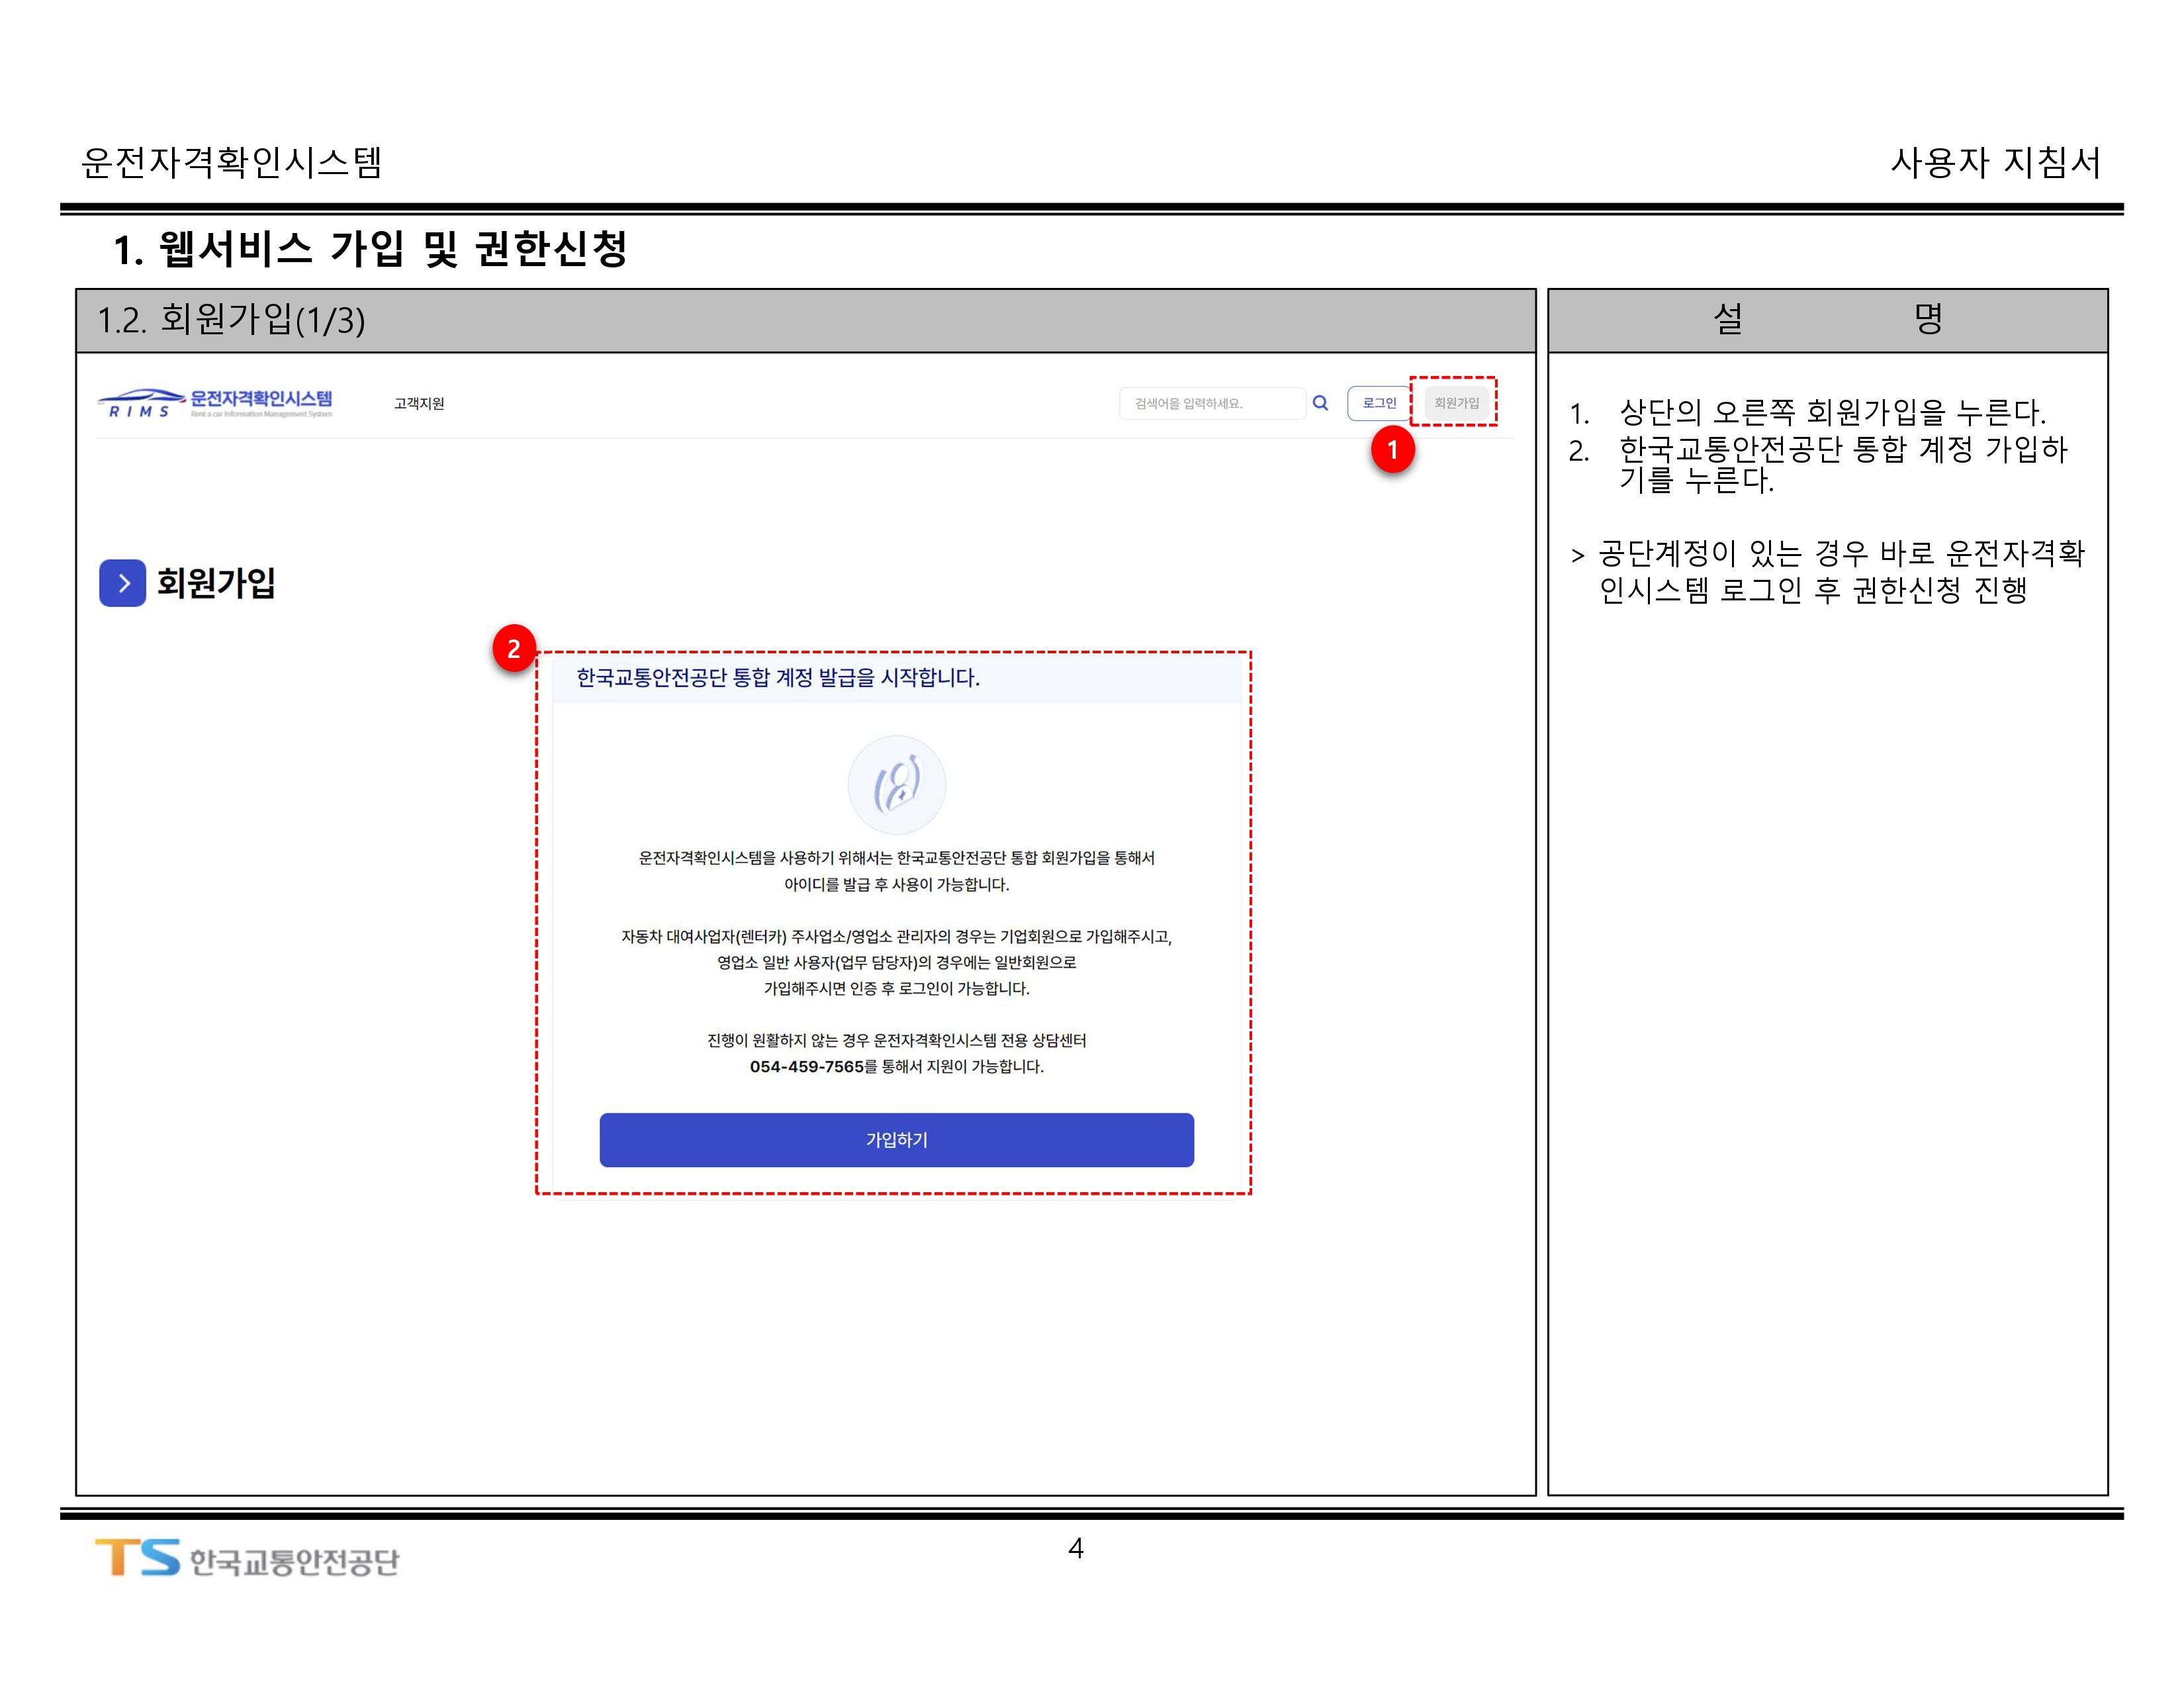 운전자격확인시스템
사용자 지침서
1. 웹서비스 가입 및 권한신청
1.2. 회원가입(1/3)
RIMS 운전자격확인시스템
Rent a car Information Management System
고객지원
검색어을 입력하세요.
로그인
회원가입
1
회원가입
2
한국교통안전공단 통합 계정 발급을 시작합니다.
운전자격확인시스템을 사용하기 위해서는 한국교통안전공단 통합 회원가입을 통해서
아이디를 발급 후 사용이 가능합니다.
자동차 대여사업자(렌터카) 주사업소/영업소 관리자의 경우는 기업회원으로 가입해주시고,
영업소 일반 사용자(업무 담당자)의 경우에는 일반회원으로
가입해주시면 인증 후 로그인이 가능합니다.
진행이 원활하지 않는 경우 운전자격확인시스템 전용 상담센터
054-459-7565를 통해서 지원이 가능합니다.
가입하기
설 명
1. 상단의 오른쪽 회원가입을 누른다.
2. 한국교통안전공단 통합 계정 가입하
기를 누른다.
> 공단계정이 있는 경우 바로 운전자격확
인시스템 로그인 후 권한신청 진행
TS 한국교통안전공단
4